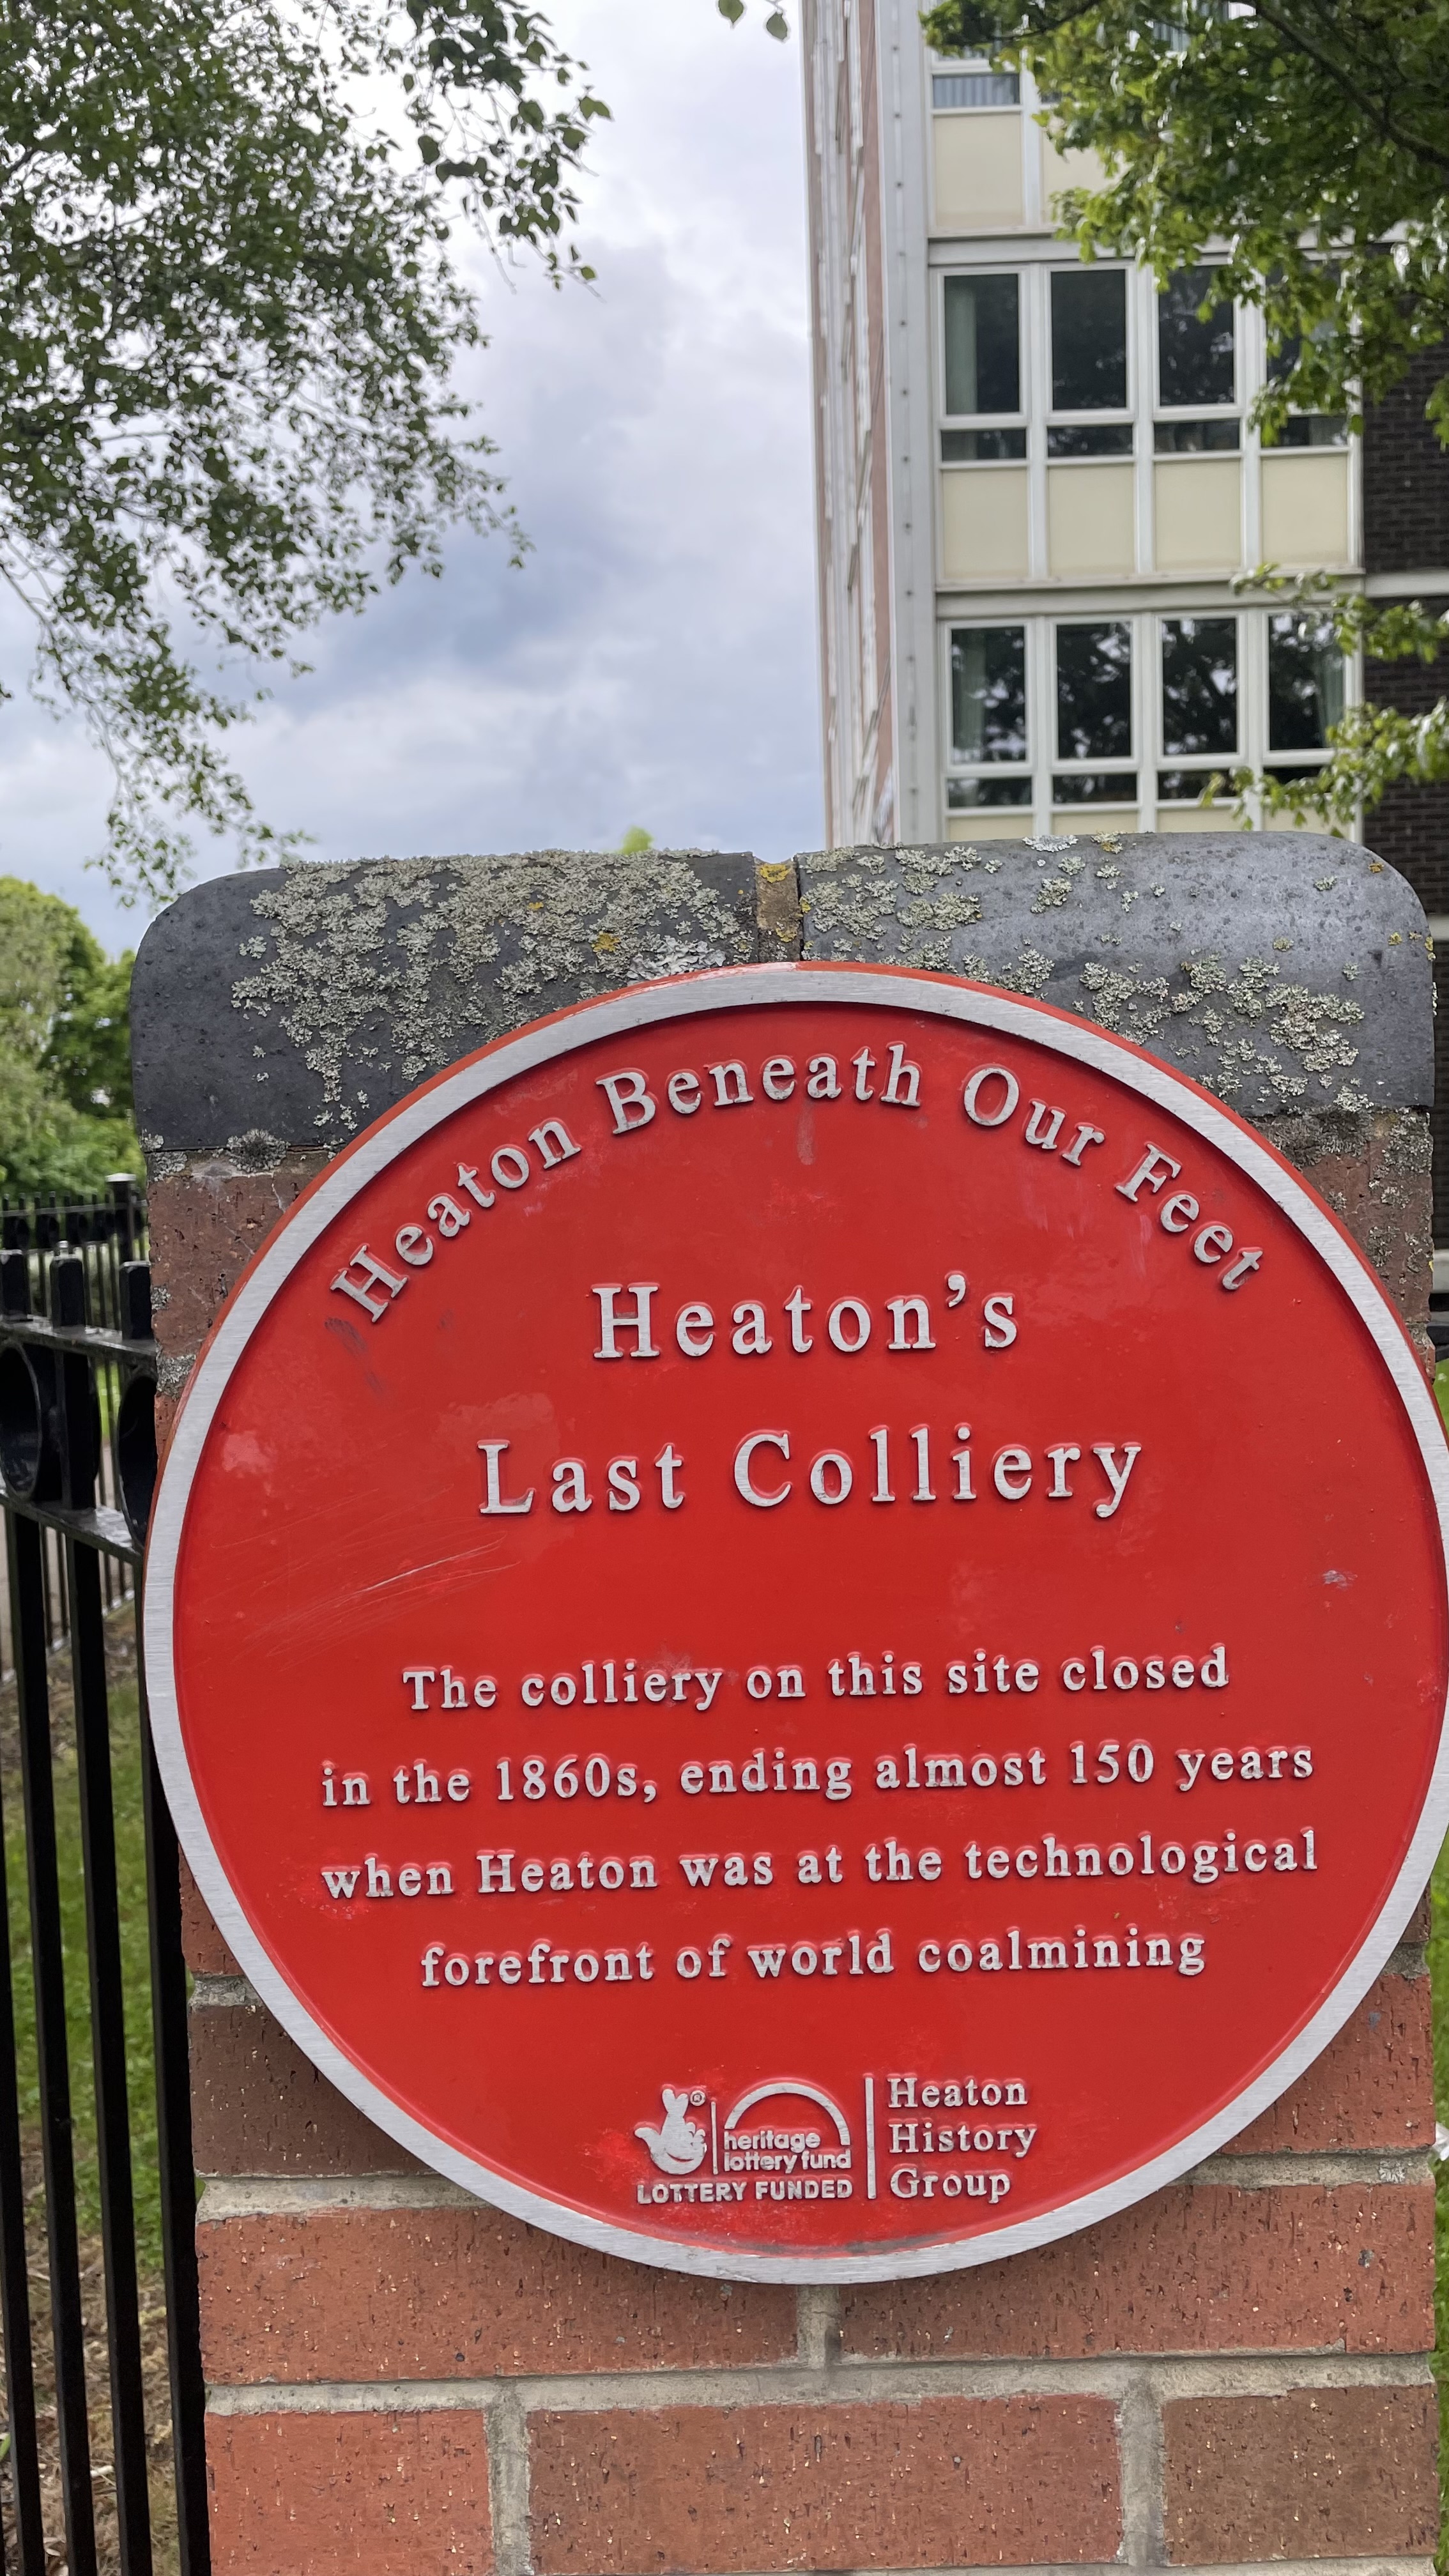 Heaton Beneath Our Feet
Heaton's
Last Colliery
The colliery on this site closed
in the 1860s, ending almost 150 years
when Heaton was at the technological
forefront of world coalmining
heritage
lottery fund
LOTTERY FUNDED
Heaton
History
Group